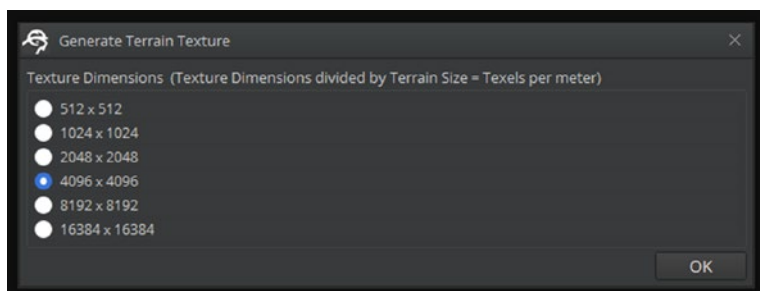 Generate Terrain Texture
Texture Dimensions (Texture Dimensions divided by Terrain Size = Texels per meter)
512 x 512
1024 x 1024
2048 x 2048
4096 x 4096
8192 x 8192
16384 x 16384
OK